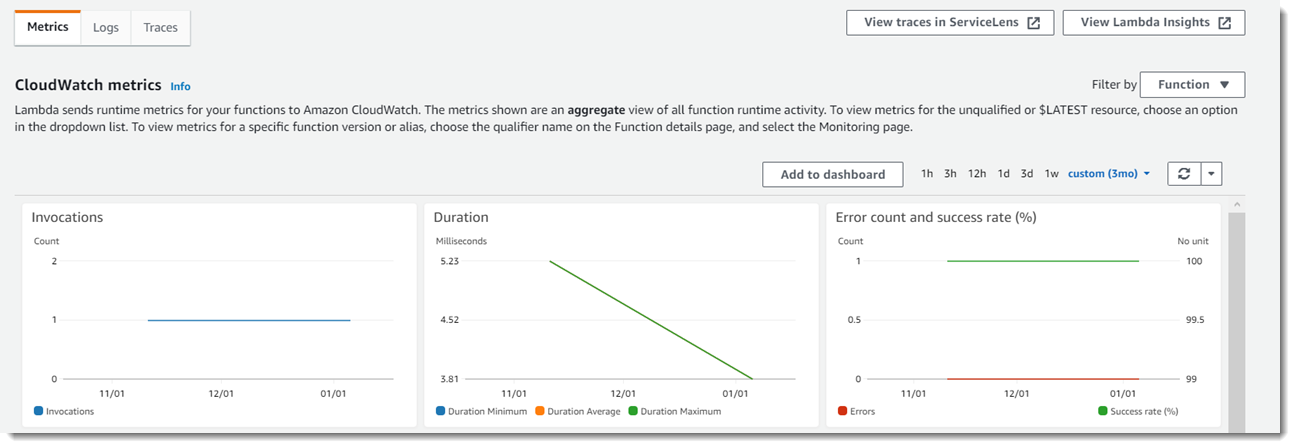 Metrics
Logs
Traces
View traces in ServiceLens
View Lambda Insights
CloudWatch metrics Info
Filter by Function
Lambda sends runtime metrics for your functions to Amazon CloudWatch. The metrics shown are an aggregate view of all function runtime activity. To view metrics for the unqualified or $LATEST resource, choose an option
in the dropdown list. To view metrics for a specific function version or alias, choose the qualifier name on the Function details page, and select the Monitoring page.
Add to dashboard
1h 3h 12h 1d 3d 1w custom (3mo)
Invocations
Count
2
1
0
11/01 12/01 01/01
Invocations
Duration
Milliseconds
5.23
4.52
3.81
11/01 12/01 01/01
Duration Minimum Duration Average Duration Maximum
Error count and success rate (%)
Count No unit
1 100
0.5 99.5
0 99
11/01 12/01 01/01
Errors Success rate (%)